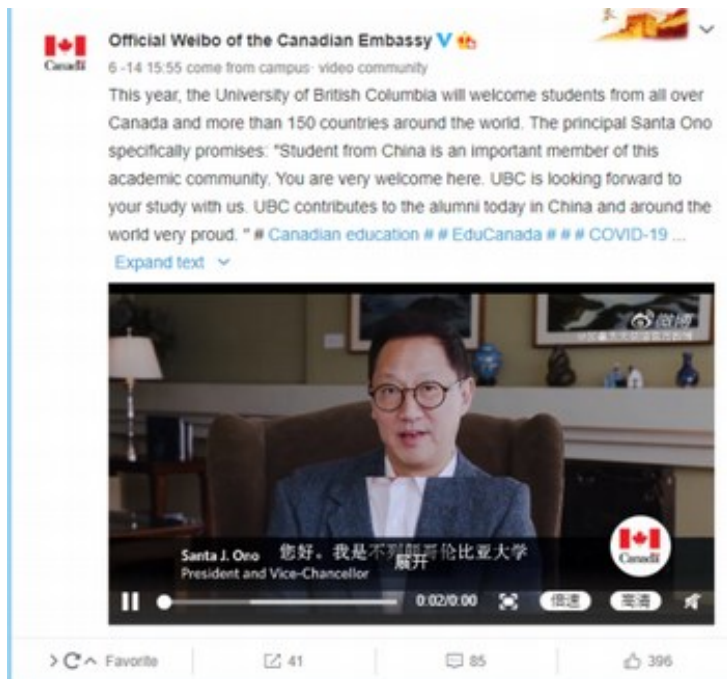 Canada
Official Weibo of the Canadian Embassy
6 -14 15:55 come from campus· video community
This year, the University of British Columbia will welcome students from all over
Canada and more than 150 countries around the world. The principal Santa Ono
specifically promises: "Student from China is an important member of this
academic community, You are very welcome here. UBC is looking forward to
your study with us. UBC contributes to the alumni today in China and around the
world very proud. " # Canadian education # # EduCanada # # # COVID-19 ...
Expand text
微博
Santa J. Ono 您好。我是不列颠哥伦比亚大学
President and Vice-Chancellor
展开
Canada
0:02/0:00 倍速 高清
Favorite 41 85 396